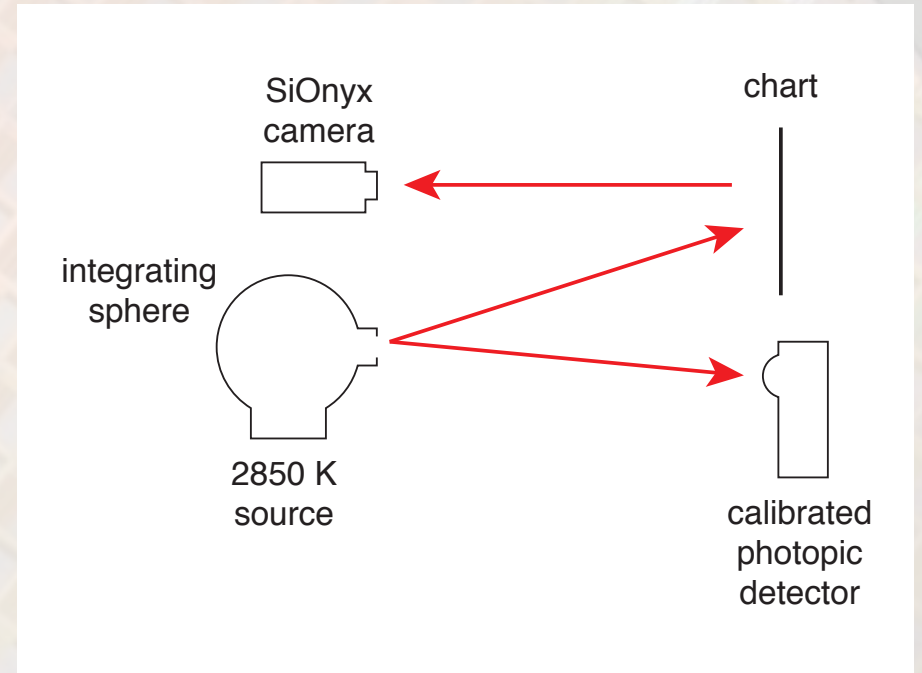 SiOnyx
camera
chart
integrating
sphere
2850 K
source
calibrated
photopic
detector